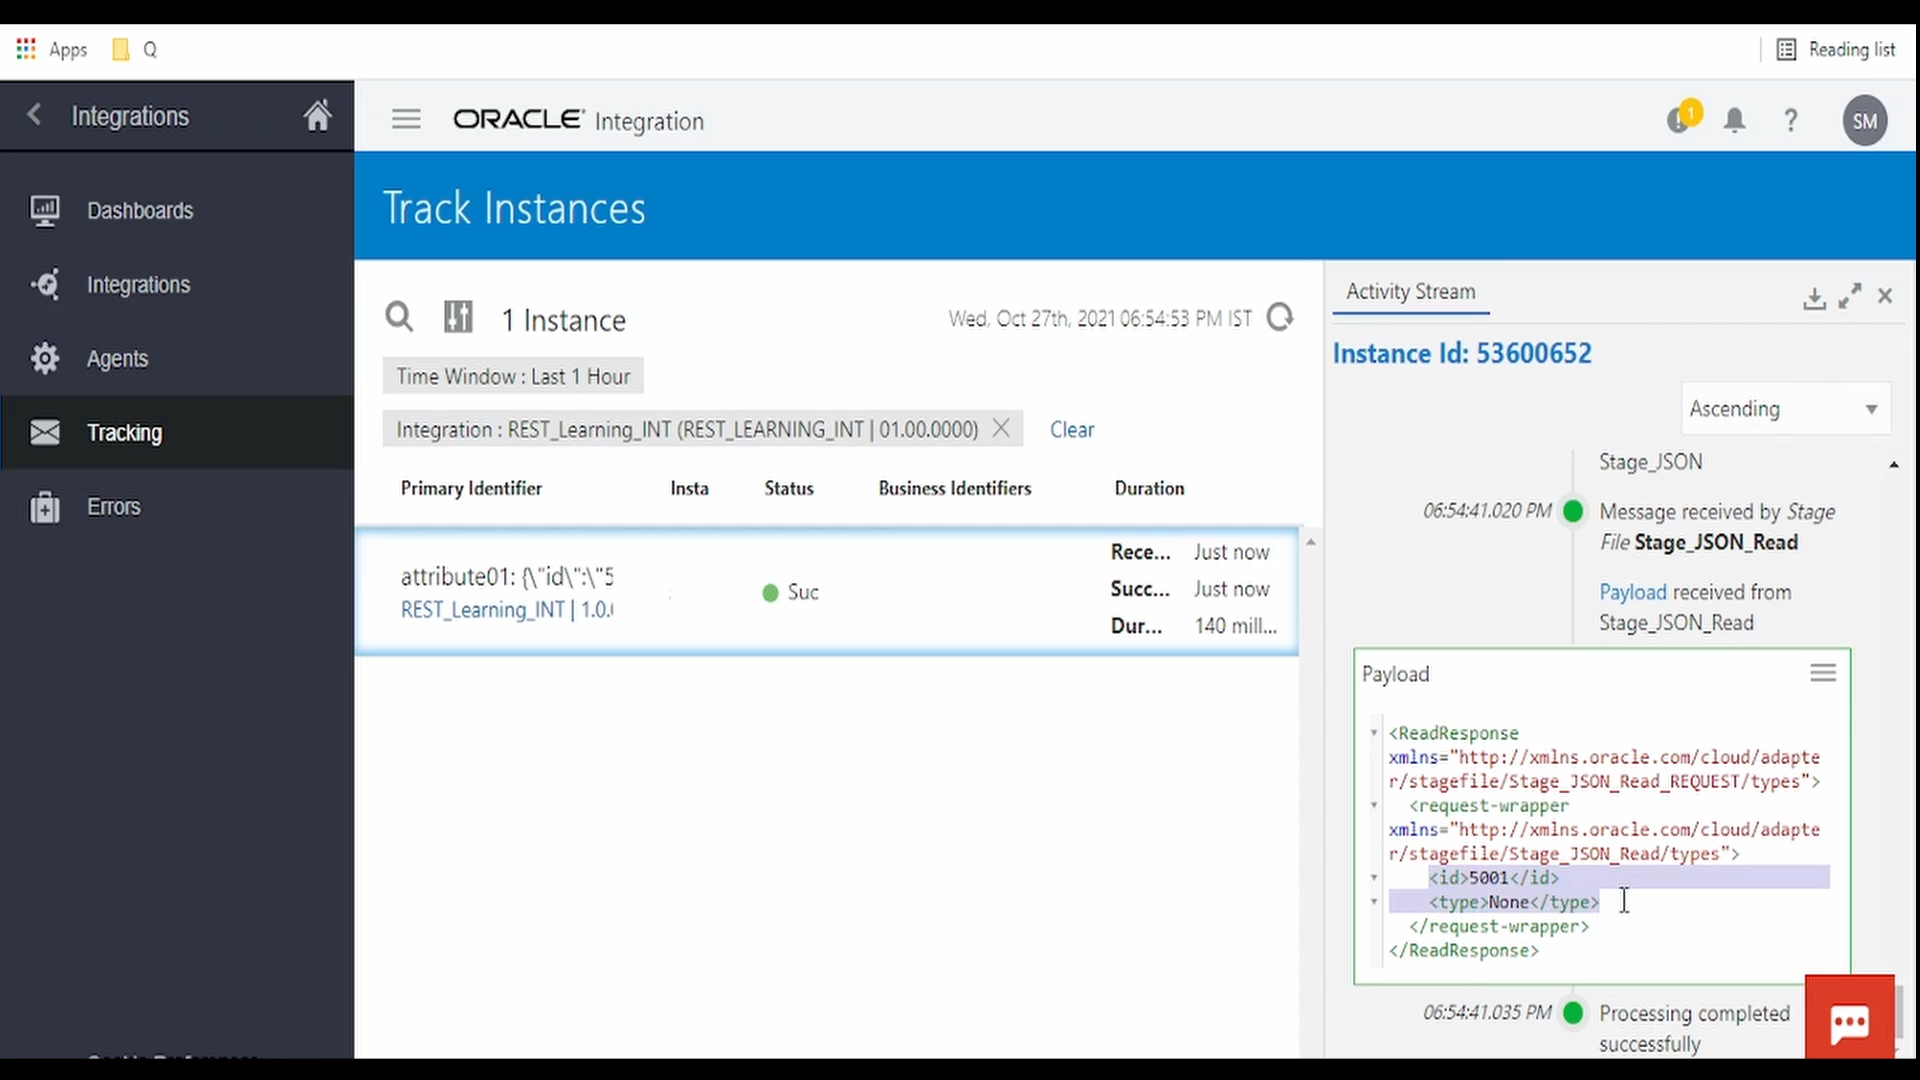 Apps
Q
Reading list
Integrations
ORACLE Integration
1
?
SM
Dashboards
Integrations
Agents
Tracking
Errors
Track Instances
1 Instance
Wed, Oct 27th, 2021 06:54:53 PM IST
Time Window : Last 1 Hour
Integration : REST_Learning_INT (REST_LEARNING_INT | 01.00.0000)
Clear
Primary Identifier
Insta
Status
Business Identifiers
Duration
attribute01: {\"id\":\"5
REST_Learning_INT | 1.0.
Suc
Rece... Just now
Succ... Just now
Dur... 140 mill...
Activity Stream
Instance Id: 53600652
Ascending
Stage_JSON
06:54:41.020 PM
Message received by Stage
File Stage_JSON_Read
Payload received from
Stage_JSON_Read
Payload
<ReadResponse
xmlns="http://xmlns.oracle.com/cloud/adapte
r/stagefile/Stage_JSON_Read_REQUEST/types">
<request-wrapper
xmlns="http://xmlns.oracle.com/cloud/adapte
r/stagefile/Stage_JSON_Read/types">
<id>5001</id>
<type>None</type>
</request-wrapper>
</ReadResponse>
06:54:41.035 PM
Processing completed
successfully